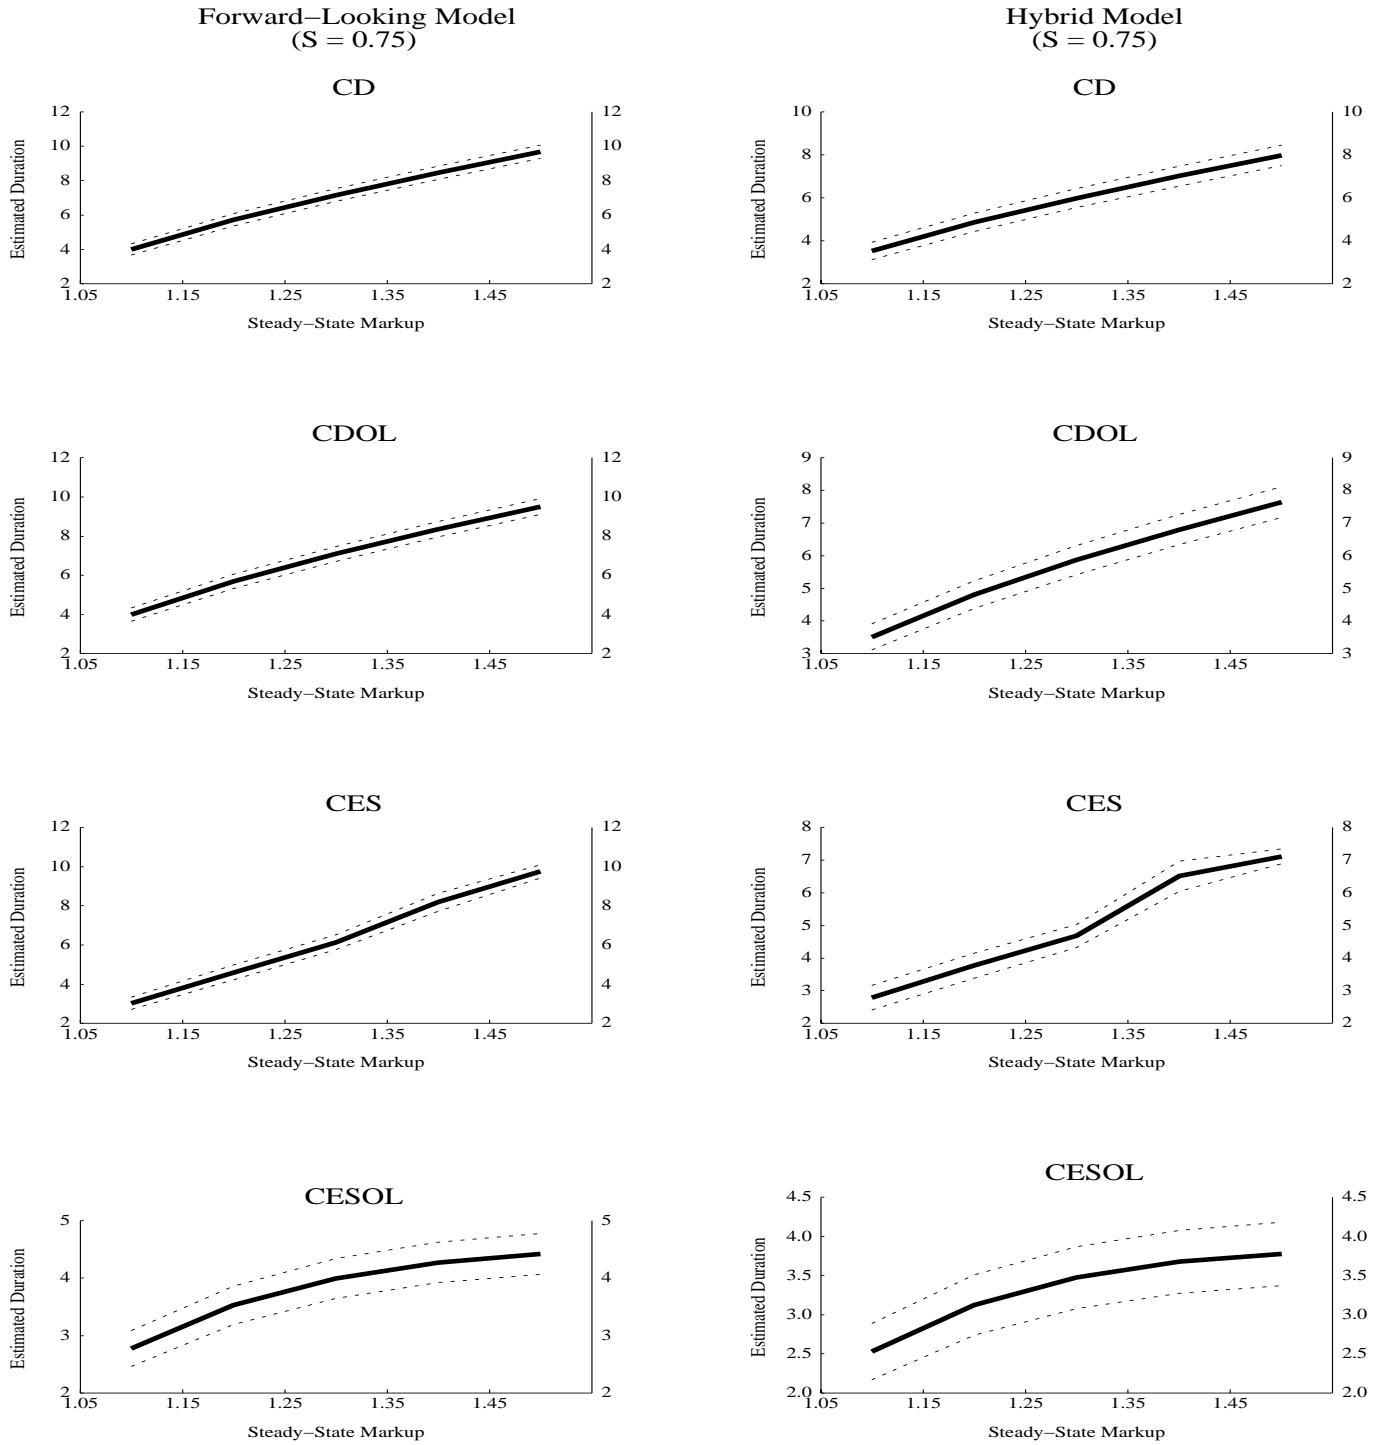 Forward−Looking Model
(S = 0.75)
Hybrid Model
(S = 0.75)
CD
Estimated Duration
12 12
10 10
8 8
6 6
4 4
2 2
1.05 1.15 1.25 1.35 1.45
Steady−State Markup
CD
Estimated Duration
10 10
8 8
6 6
4 4
2 2
1.05 1.15 1.25 1.35 1.45
Steady−State Markup
CDOL
Estimated Duration
12 12
10 10
8 8
6 6
4 4
2 2
1.05 1.15 1.25 1.35 1.45
Steady−State Markup
CDOL
Estimated Duration
9 9
8 8
7 7
6 6
5 5
4 4
3 3
1.05 1.15 1.25 1.35 1.45
Steady−State Markup
CES
Estimated Duration
12 12
10 10
8 8
6 6
4 4
2 2
1.05 1.15 1.25 1.35 1.45
Steady−State Markup
CES
Estimated Duration
8 8
7 7
6 6
5 5
4 4
3 3
2 2
1.05 1.15 1.25 1.35 1.45
Steady−State Markup
CESOL
Estimated Duration
5 5
4 4
3 3
2 2
1.05 1.15 1.25 1.35 1.45
Steady−State Markup
CESOL
Estimated Duration
4.5 4.5
4.0 4.0
3.5 3.5
3.0 3.0
2.5 2.5
2.0 2.0
1.05 1.15 1.25 1.35 1.45
Steady−State Markup